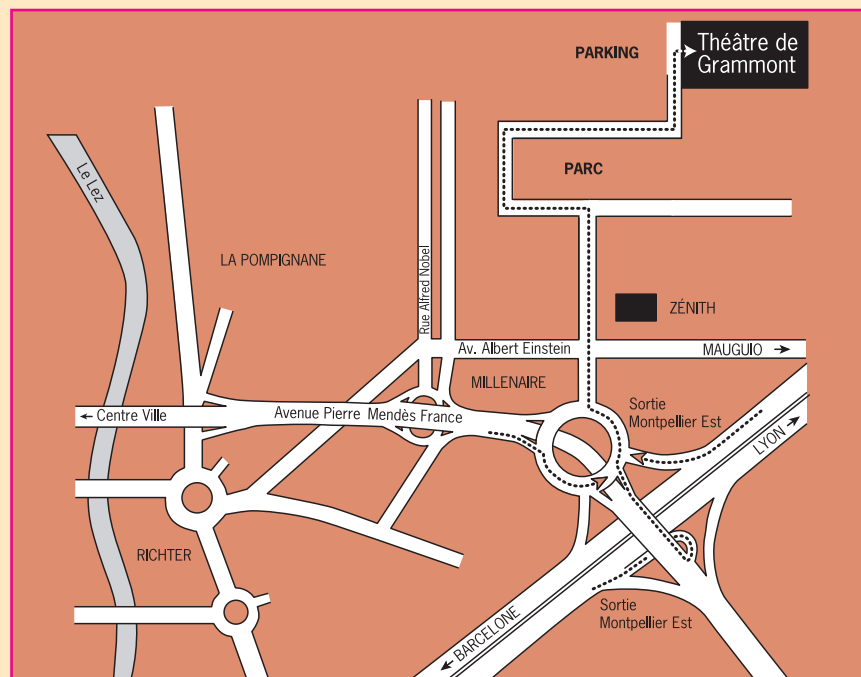 PARKING
Théâtre de
Grammont
PARC
Le Lez
LA POMPIGNANE
Rue Alfred Nobel
ZÉNITH
Av. Albert Einstein
MAUGUIO →
MILLENAIRE
← Centre Ville
Avenue Pierre Mendès France
Sortie
Montpellier Est
LYON →
RICHTER
← BARCELONE
Sortie
Montpellier Est